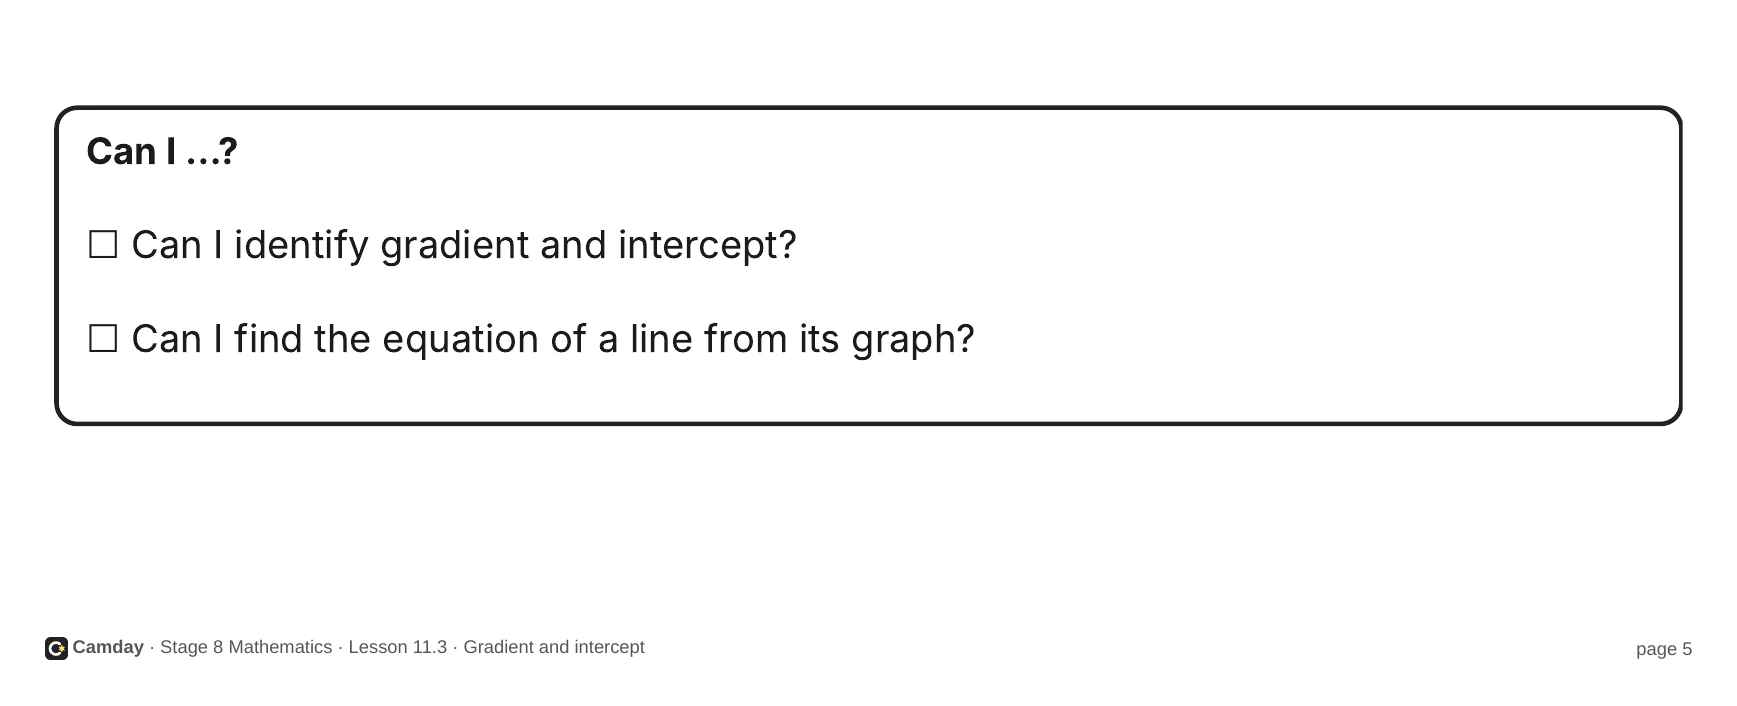 Can I ...?
☐ Can I identify gradient and intercept?
☐ Can I find the equation of a line from its graph?
Camday · Stage 8 Mathematics · Lesson 11.3 · Gradient and intercept
page 5